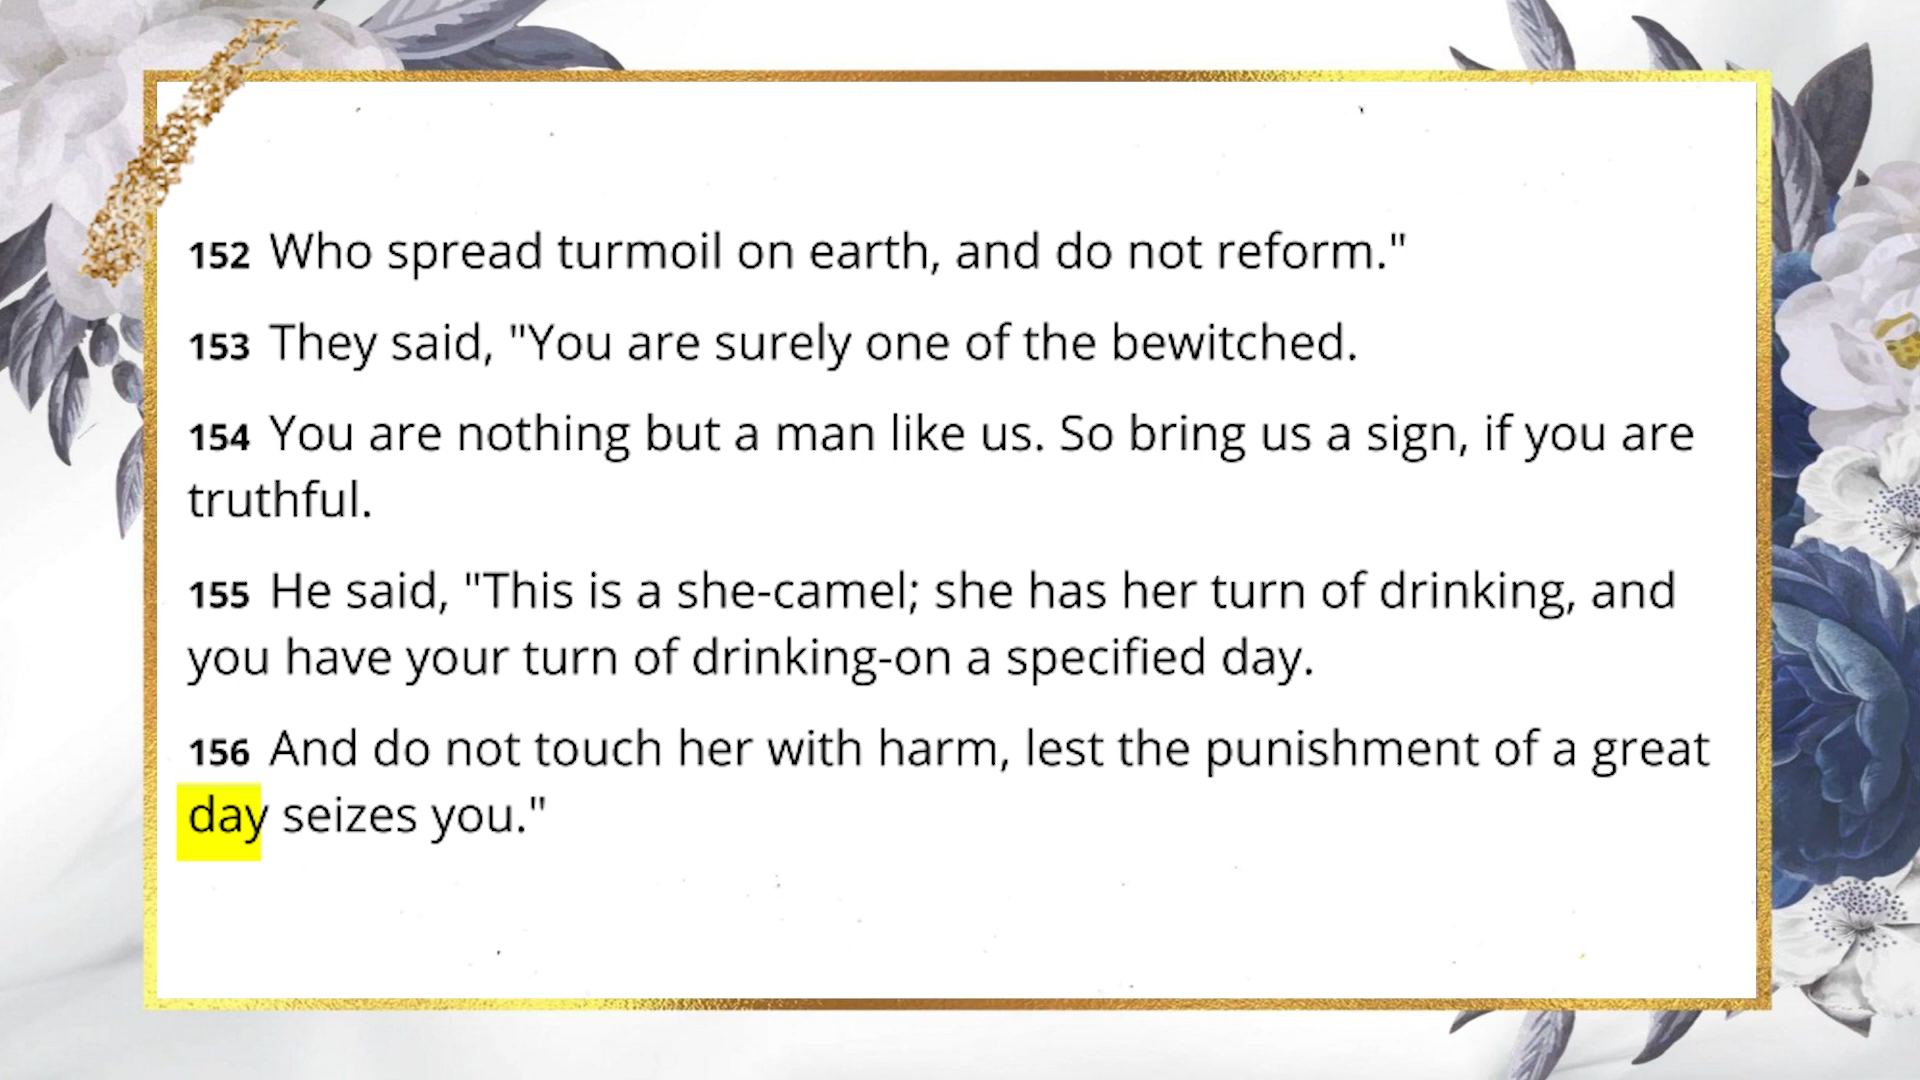 152 Who spread turmoil on earth, and do not reform."
153 They said, "You are surely one of the bewitched.
154 You are nothing but a man like us. So bring us a sign, if you are
truthful.
155 He said, "This is a she-camel; she has her turn of drinking, and
you have your turn of drinking-on a specified day.
156 And do not touch her with harm, lest the punishment of a great
day seizes you."